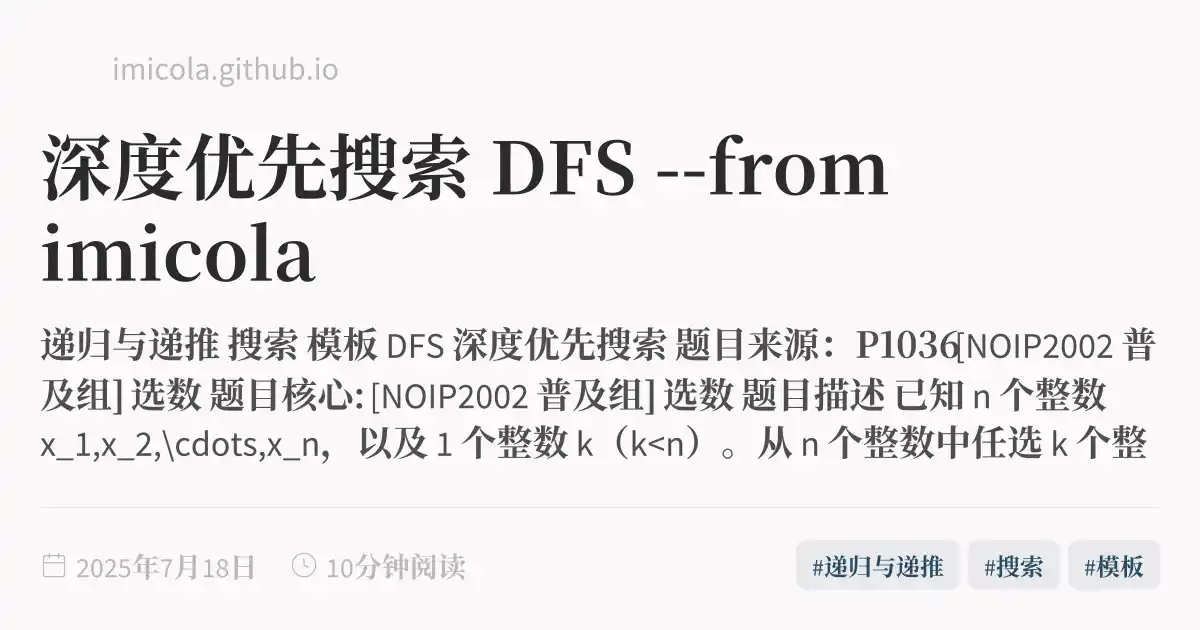 imicola.github.io
深度优先搜索 DFS --from
imicola
递归与递推 搜索 模板 DFS 深度优先搜索 题目来源：P1036[NOIP2002 普
及组] 选数 题目核心: [NOIP2002 普及组] 选数 题目描述 已知 n 个整数
x_1,x_2,\cdots,x_n，以及 1 个整数 k（k<n）。从 n 个整数中任选 k 个整
2025年7月18日 10分钟阅读 #递归与递推 #搜索 #模板